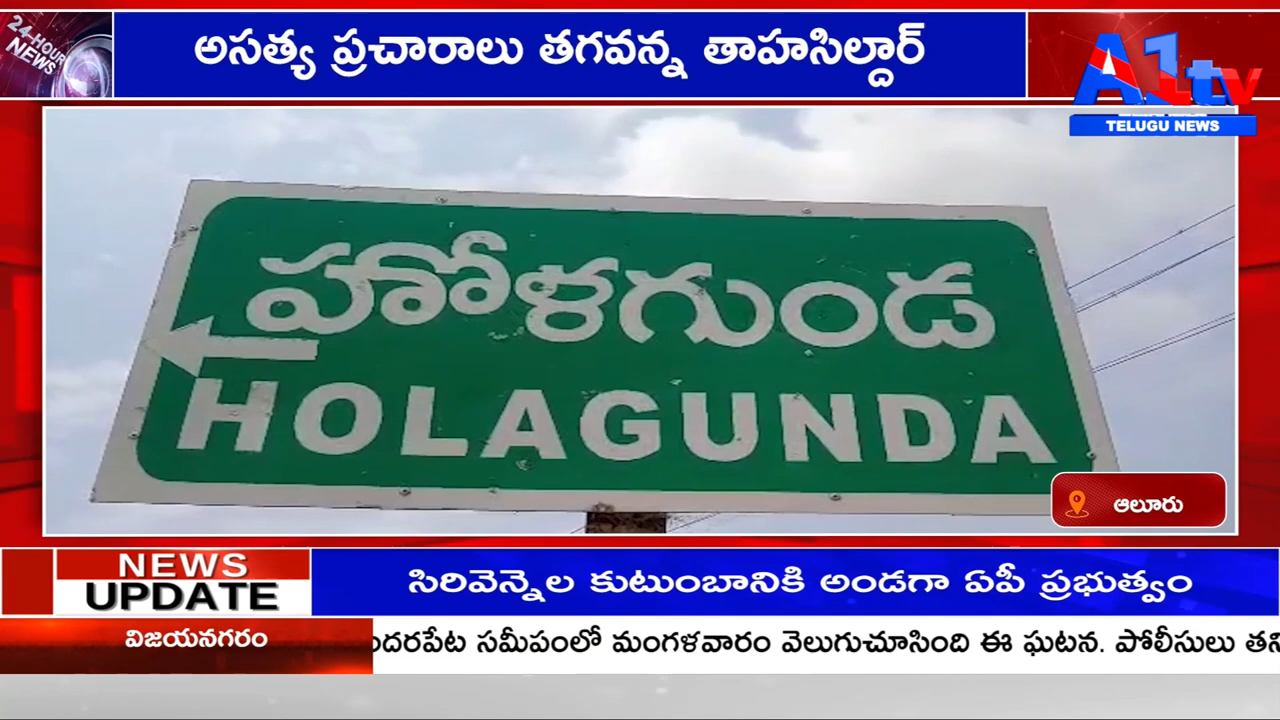 24-HOUR
NEWS
అసత్య ప్రచారాలు తగవన్న తాహసిల్దార్
A1tv
TELUGU NEWS
హోళగుండ
HOLAGUNDA
ఆలూరు
NEWS
UPDATE
సిరివెన్నెల కుటుంబానికి అండగా ఏపీ ప్రభుత్వం
విజయనగరం
సమీపంలో మంగళవారం వెలుగుచూసింది ఈ ఘటన. పోలీసులు